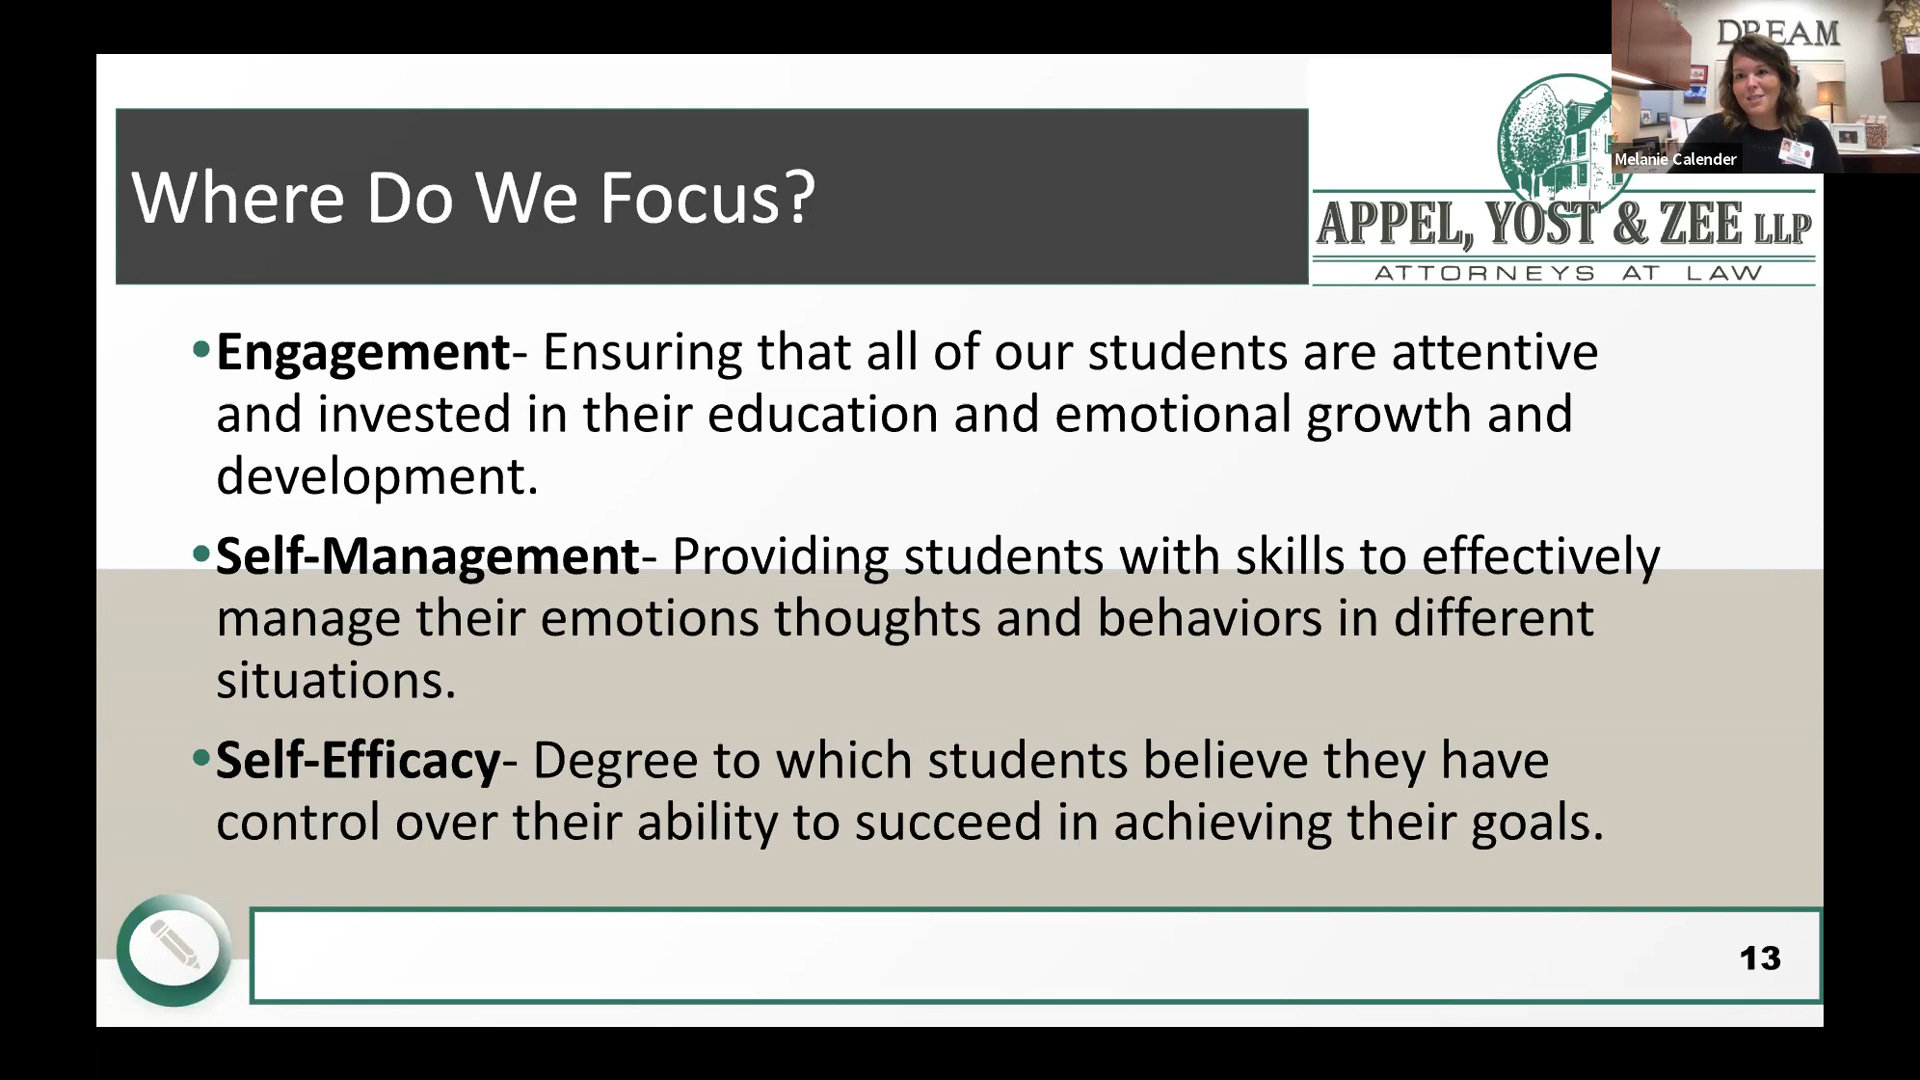 DREAM
Melanie Calender
Where Do We Focus?
APPEL, YOST & ZEE LLP
ATTORNEYS AT LAW
•Engagement- Ensuring that all of our students are attentive
and invested in their education and emotional growth and
development.
•Self-Management- Providing students with skills to effectively
manage their emotions thoughts and behaviors in different
situations.
•Self-Efficacy- Degree to which students believe they have
control over their ability to succeed in achieving their goals.
13